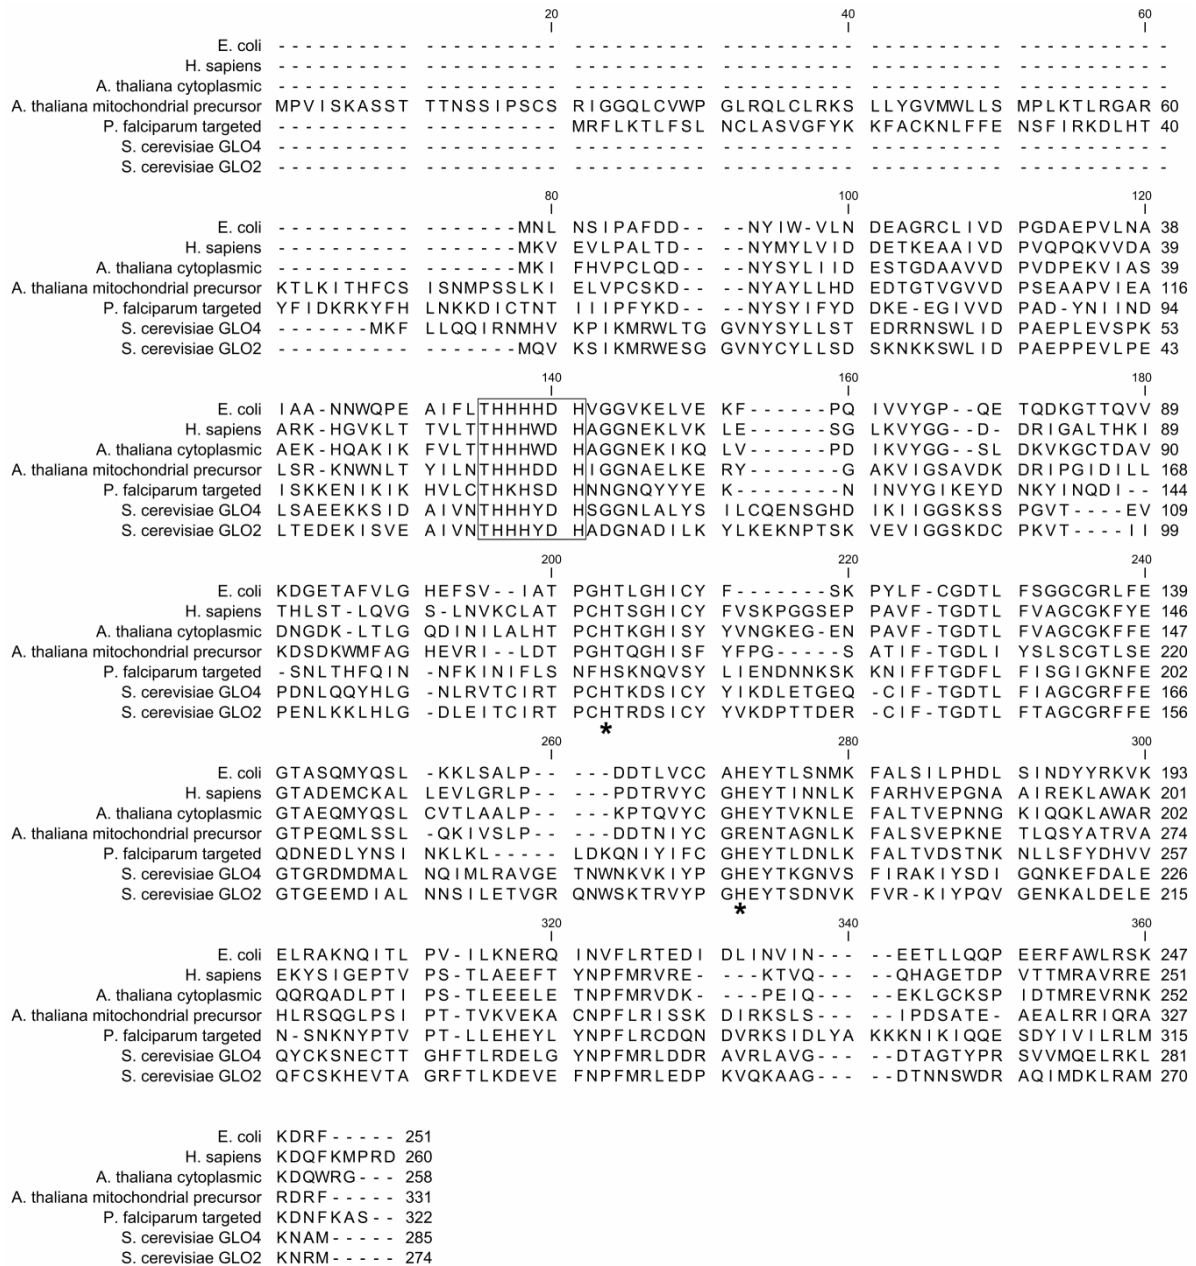 20 40 60
E. coli ---------- ---------- ---------- ---------- ---------- ---------- -
H. sapiens ---------- ---------- ---------- ---------- ---------- ---------- -
A. thaliana cytoplasmic ---------- ---------- ---------- ---------- ---------- ---------- -
A. thaliana mitochondrial precursor MPVISKASST TTNSSIPSCS RIGGQLCVWP GLRQLCLRKS LLYGVMWLLS MPLKTLRGAR 60
P. falciparum targeted ---------- ---------- MRFLKTLFSL NCLASVGFYK KFACKNLFFE NSFIRKDLHT 40
S. cerevisiae GLO4 ---------- ---------- ---------- ---------- ---------- ---------- -
S. cerevisiae GLO2 ---------- ---------- ---------- ---------- ---------- ---------- -
80 100 120
E. coli ---------- -------MNL NSIPAFDD-- --NYIW-VLN DEAGRCLIVD PGDAEPVLNA 38
H. sapiens ---------- -------MKV EVLPALTD-- --NYMYLVID DETKEAAIVD PVQPQKVVDA 39
A. thaliana cytoplasmic ---------- -------MKI FHVPCLQD-- --NYSYLIID ESTGDAAVVD PVDPEKVIAS 39
A. thaliana mitochondrial precursor KTLKITHFCS ISNMPSSLKI ELVPCSKD-- --NYAYLLHD EDTGTVGVVD PSEAAPVIEA 116
P. falciparum targeted YFIDKRKYFH LNKKDICTNT IIIPFYKD-- --NYSYIFYD DKE-EGIVVD PAD-YNIIND 94
S. cerevisiae GLO4 -------MKF LLQQIRNMHV KPIKMRWLTG GVNYSYLLST EDRRNSWLID PAEPLEVSPK 53
S. cerevisiae GLO2 ---------- -------MQV KSIKMRWESG GVNYCYLLSD SKNKKSWLID PAEPPEVLPE 43
140 160 180
E. coli IAA-NNWQPE AIFLTHHHHD HVGGVKELVE KF------PQ IVVYGP--QE TQDKGTTQVV 89
H. sapiens ARK-HGVKLT TVLTTHHHWD HAGGNEKLVK LE------SG LKVYGG--D- DRIGALTHKI 89
A. thaliana cytoplasmic AEK-HQAKIK FVLTTHHHWD HAGGNEKIKQ LV------PD IKVYGG--SL DKVKGCTDAV 90
A. thaliana mitochondrial precursor LSR-KNWNLT YILNTHHHDD HIGGNAELKE RY-------G AKVIGSAVDK DRIPGIDILL 168
P. falciparum targeted ISKKENIKIK HVLCTHKHSD HNNGNQYYYE K--------N INVYGIKEYD NKYINQDI-- 144
S. cerevisiae GLO4 LSAEEKKSID AIVNTHHHYD HSGGNLALYS ILCQENSGHD IKIIGGSKSS PGVT----EV 109
S. cerevisiae GLO2 LTEDEKISVE AIVNTHHHYD HADGNADILK YLKEKNPTSK VEVIGGSKDC PKVT----II 99
200 220 240
E. coli KDGETAFVLG HEFSV--IAT PGHTLGHICY F-------SK PYLF-CGDTL FSGGCGRLFE 139
H. sapiens THLST-LQVG S-LNVKCLAT PCHTSGHICY FVSKPGGSEP PAVF-TGDTL FVAGCGKFYE 146
A. thaliana cytoplasmic DNGDK-LTLG QDINILALHT PCHTKGHISY YVNGKEG-EN PAVF-TGDTL FVAGCGKFFE 147
A. thaliana mitochondrial precursor KDSDKWMFAG HEVRI--LDT PGHTQGHISF YFPG-----S ATIF-TGDLI YSLSCGTLSE 220
P. falciparum targeted -SNLTHFQIN -NFKINIFLS NFHSKNQVSY LIENDNNKSK KNIFFTGDFL FISGIGKNFE 202
S. cerevisiae GLO4 PDNLQQYHLG -NLRVTCIRT PCHTKDSICY YIKDLETGEQ -CIF-TGDTL FIAGCGRFFE 166
S. cerevisiae GLO2 PENLKKLHLG -DLEITCIRT PCHTRDSICY YVKDPTTDER -CIF-TGDTL FTAGCGRFFE 156
*
260 280 300
E. coli GTASQMYQSL -KKLSALP-- ---DDTLVCC AHEYTLSNMK FALSILPHDL SINDYYRKVK 193
H. sapiens GTADEMCKAL LEVLGRLP-- ---PDTRVYC GHEYTINNLK FARHVEPGNA AIREKLAWAK 201
A. thaliana cytoplasmic GTAEQMYQSL CVTLAALP-- ---KPTQVYC GHEYTVKNLE FALTVEPNNG KIQQKLAWAR 202
A. thaliana mitochondrial precursor GTPEQMLSSL -QKIVSLP-- ---DDTNIYC GRENTAGNLK FALSVEPKNE TLQSYATRVA 274
P. falciparum targeted QDNEDLYNSI NKLKL----- LDKQNIYIFC GHEYTLDNLK FALTVDSTNK NLLSFYDHVV 257
S. cerevisiae GLO4 GTGRDMDMAL NQIMLRAVGE TNWNKVKIYP GHEYTKGNVS FIRAKIYSDI GQNKEFDALE 226
S. cerevisiae GLO2 GTGEEMDIAL NNSILETVGR QNWSKTRVYP GHEYTSDNVK FVR-KIYPQV GENKALDELE 215
*
320 340 360
E. coli ELRAKNQITL PV-ILKNERQ INVFLRTEDI DLINVIN--- --EETLLQQP EERFAWLRSK 247
H. sapiens EKYSIGEPTV PS-TLAEEFT YNPFMRVRE- ---KTVQ--- --QHAGETDP VTTMRAVRRE 251
A. thaliana cytoplasmic QQRQADLPTI PS-TLEEELE TNPFMRVDK- ---PEIQ--- --EKLGCKSP IDTMREVRNK 252
A. thaliana mitochondrial precursor HLRSQGLPSI PT-TVKVEKA CNPFLRISSK DIRKSLS--- --IPDSATE- AEALRRIQRA 327
P. falciparum targeted N-SNKNYPTV PT-LLEHEYL YNPFLRCDQN DVRKSIDLYA KKKNIKIQQE SDYIVILRLM 315
S. cerevisiae GLO4 QYCKSNECTT GHFTLRDELG YNPFMRLDDR AVRLAVG--- --DTAGTYPR SVVMQELRKL 281
S. cerevisiae GLO2 QFCSKHEVTA GRFTLKDEVE FNPFMRLEDP KVQKAAG--- --DTNNSWDR AQIMDKLRAM 270
E. coli KDRF----- 251
H. sapiens KDQFKMPRD 260
A. thaliana cytoplasmic KDQWRG--- 258
A. thaliana mitochondrial precursor RDRF----- 331
P. falciparum targeted KDNFKAS-- 322
S. cerevisiae GLO4 KNAM----- 285
S. cerevisiae GLO2 KNRM----- 274